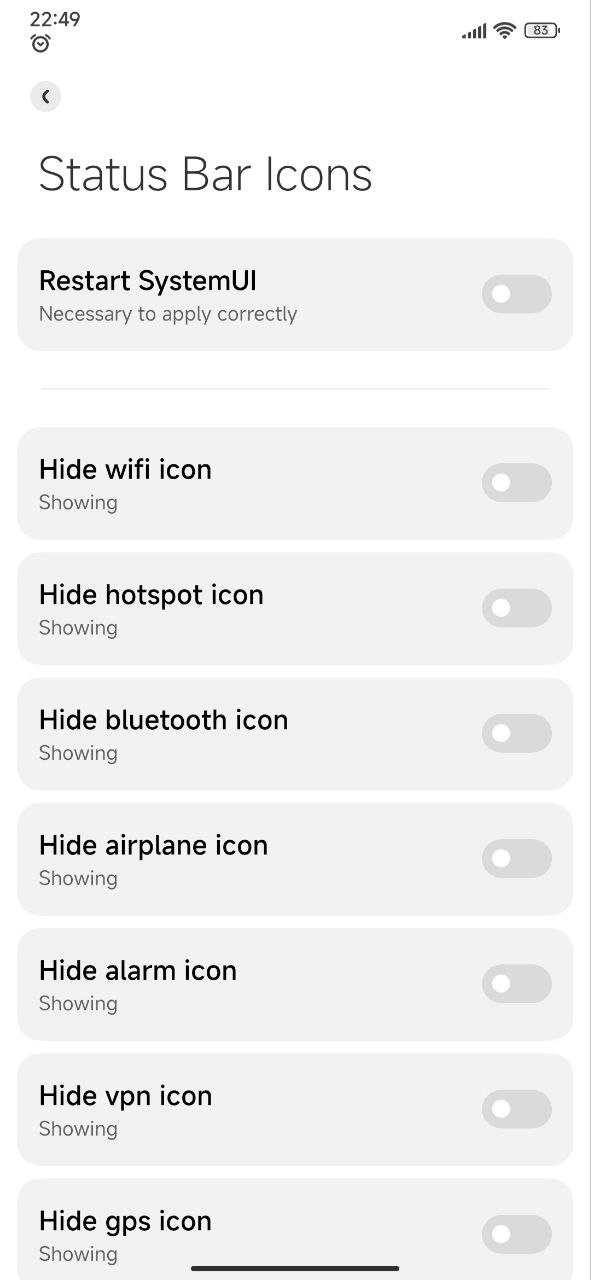 22:49
83
Status Bar Icons
Restart SystemUI
Necessary to apply correctly
Hide wifi icon
Showing
Hide hotspot icon
Showing
Hide bluetooth icon
Showing
Hide airplane icon
Showing
Hide alarm icon
Showing
Hide vpn icon
Showing
Hide gps icon
Showing